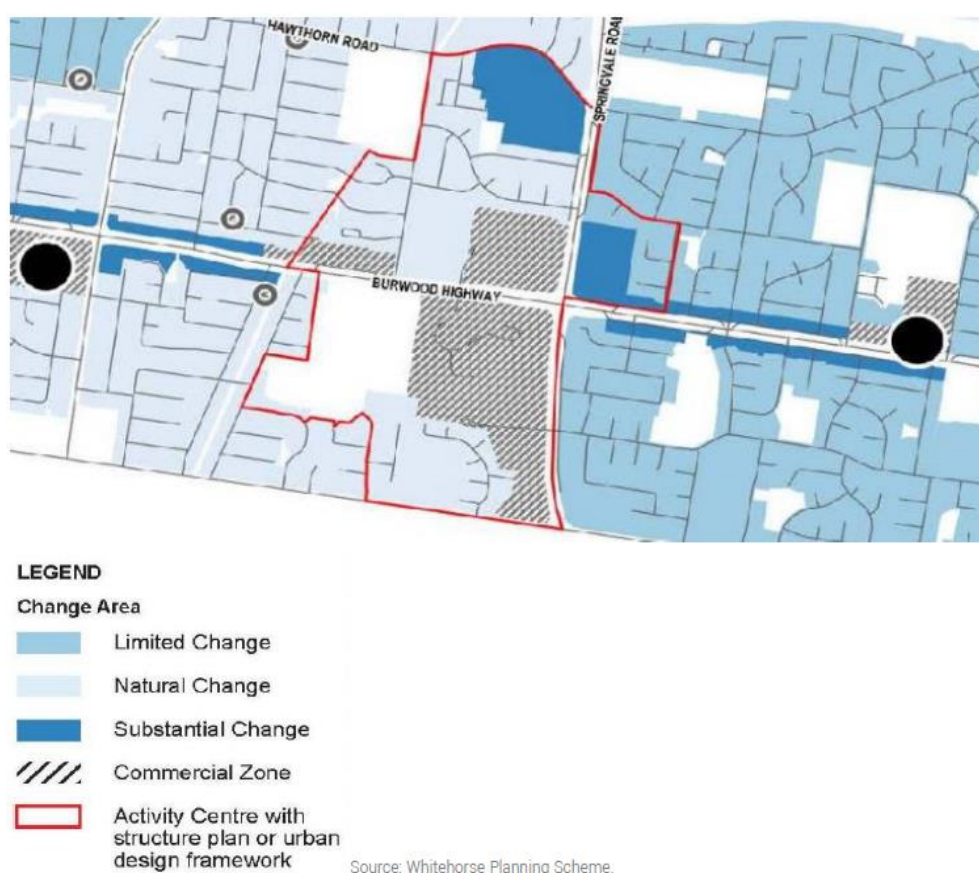 HAWTHORN ROAD
SPRINGVALE ROAD
BURWOOD HIGHWAY
LEGEND
Change Area
Limited Change
Natural Change
Substantial Change
Commercial Zone
Activity Centre with
structure plan or urban
design framework
Source: Whitehorse Planning Scheme.